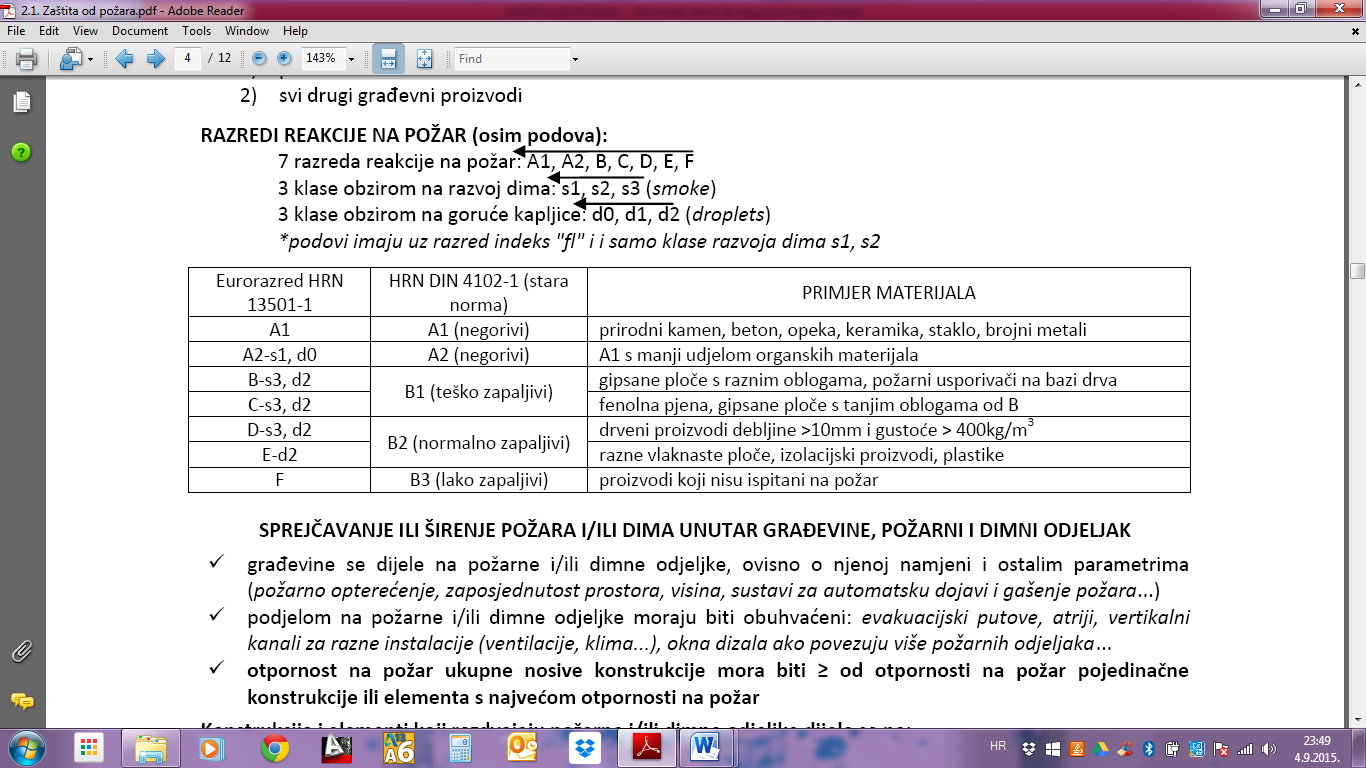 2.1. Zaštita od požara.pdf - Adobe Reader
File Edit View Document Tools Window Help
4 / 12 143% Find
2) svi drugi građevni proizvodi
RAZREDI REAKCIJE NA POŽAR (osim podova):
7 razreda reakcije na požar: A1, A2, B, C, D, E, F
3 klase obzirom na razvoj dima: s1, s2, s3 (smoke)
3 klase obzirom na goruće kapljice: d0, d1, d2 (droplets)
*podovi imaju uz razred indeks "fl" i i samo klase razvoja dima s1, s2
Eurorazred HRN 13501-1 HRN DIN 4102-1 (stara norma) PRIMJER MATERIJALA
A1 A1 (negorivi) prirodni kamen, beton, opeka, keramika, staklo, brojni metali
A2-s1, d0 A2 (negorivi) A1 s manji udjelom organskih materijala
B-s3, d2 B1 (teško zapaljivi) gipsane ploče s raznim oblogama, požarni usporivači na bazi drva
C-s3, d2 fenolna pjena, gipsane ploče s tanjim oblogama od B
D-s3, d2 B2 (normalno zapaljivi) drveni proizvodi debljine >10mm i gustoće > 400kg/m³
E-d2 razne vlaknaste ploče, izolacijski proizvodi, plastike
F B3 (lako zapaljivi) proizvodi koji nisu ispitani na požar
SPREJČAVANJE ILI ŠIRENJE POŽARA I/ILI DIMA UNUTAR GRAĐEVINE, POŽARNI I DIMNI ODJELJAK
✓ građevine se dijele na požarne i/ili dimne odjeljke, ovisno o njenoj namjeni i ostalim parametrima
(požarno opterećenje, zaposjednutost prostora, visina, sustavi za automatsku dojavi i gašenje požara...)
✓ podjelom na požarne i/ili dimne odjeljke moraju biti obuhvaćeni: evakuacijski putove, atriji, vertikalni
kanali za razne instalacije (ventilacije, klima...), okna dizala ako povezuju više požarnih odjeljaka...
✓ otpornost na požar ukupne nosive konstrukcije mora biti ≥ od otpornosti na požar pojedinačne
konstrukcije ili elementa s najvećom otpornosti na požar
Konstrukcije i elementi koji razdvajaju požarne i/ili dimne odjeljke dijele se na:
HR 23:49
4.9.2015.